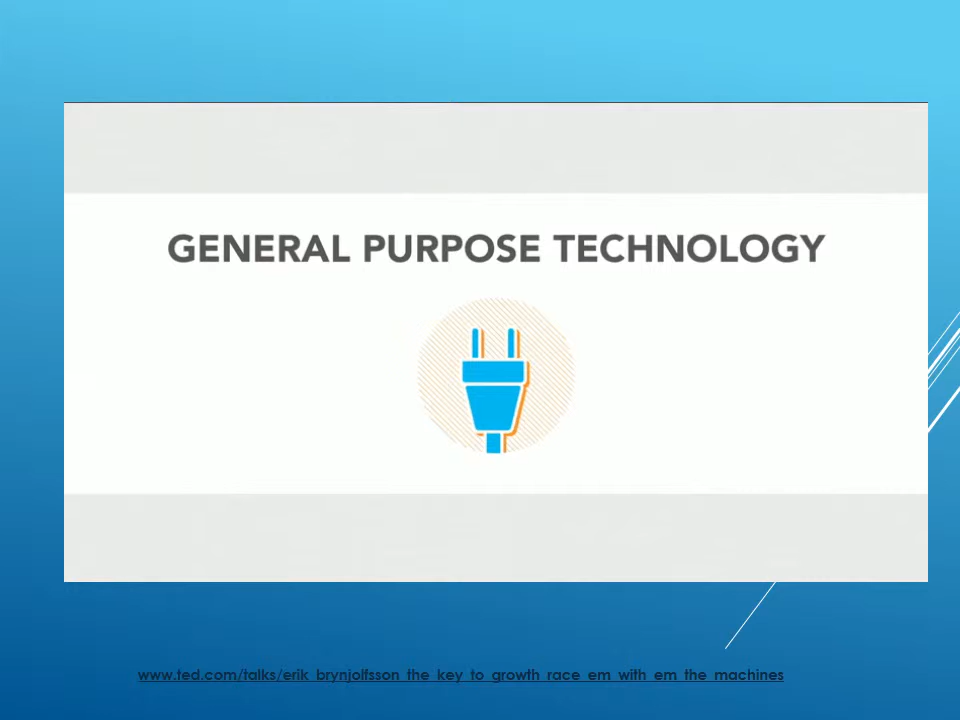 GENERAL PURPOSE TECHNOLOGY
www.ted.com/talks/erik_brynjolfsson_the_key_to_growth_race_em_with_em_the_machines